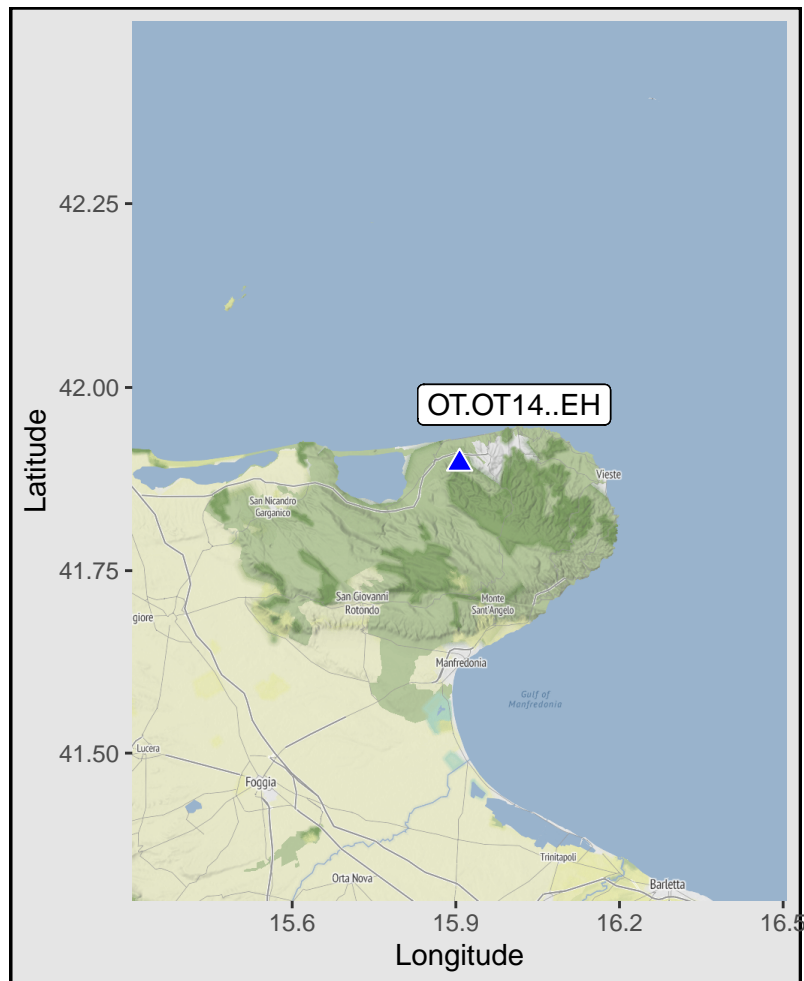 42.25
42.00
OT.OT14..EH
Latitude
Vieste
San Nicandro
Garganico
41.75
San Giovanni
Rotondo
Monte
Sant'Angelo
giore
Manfredonia
Gulf of
Manfredonia
41.50
Lucera
Foggia
Trinitapoli
Orta Nova
Barletta
15.6
15.9
16.2
16.5
Longitude